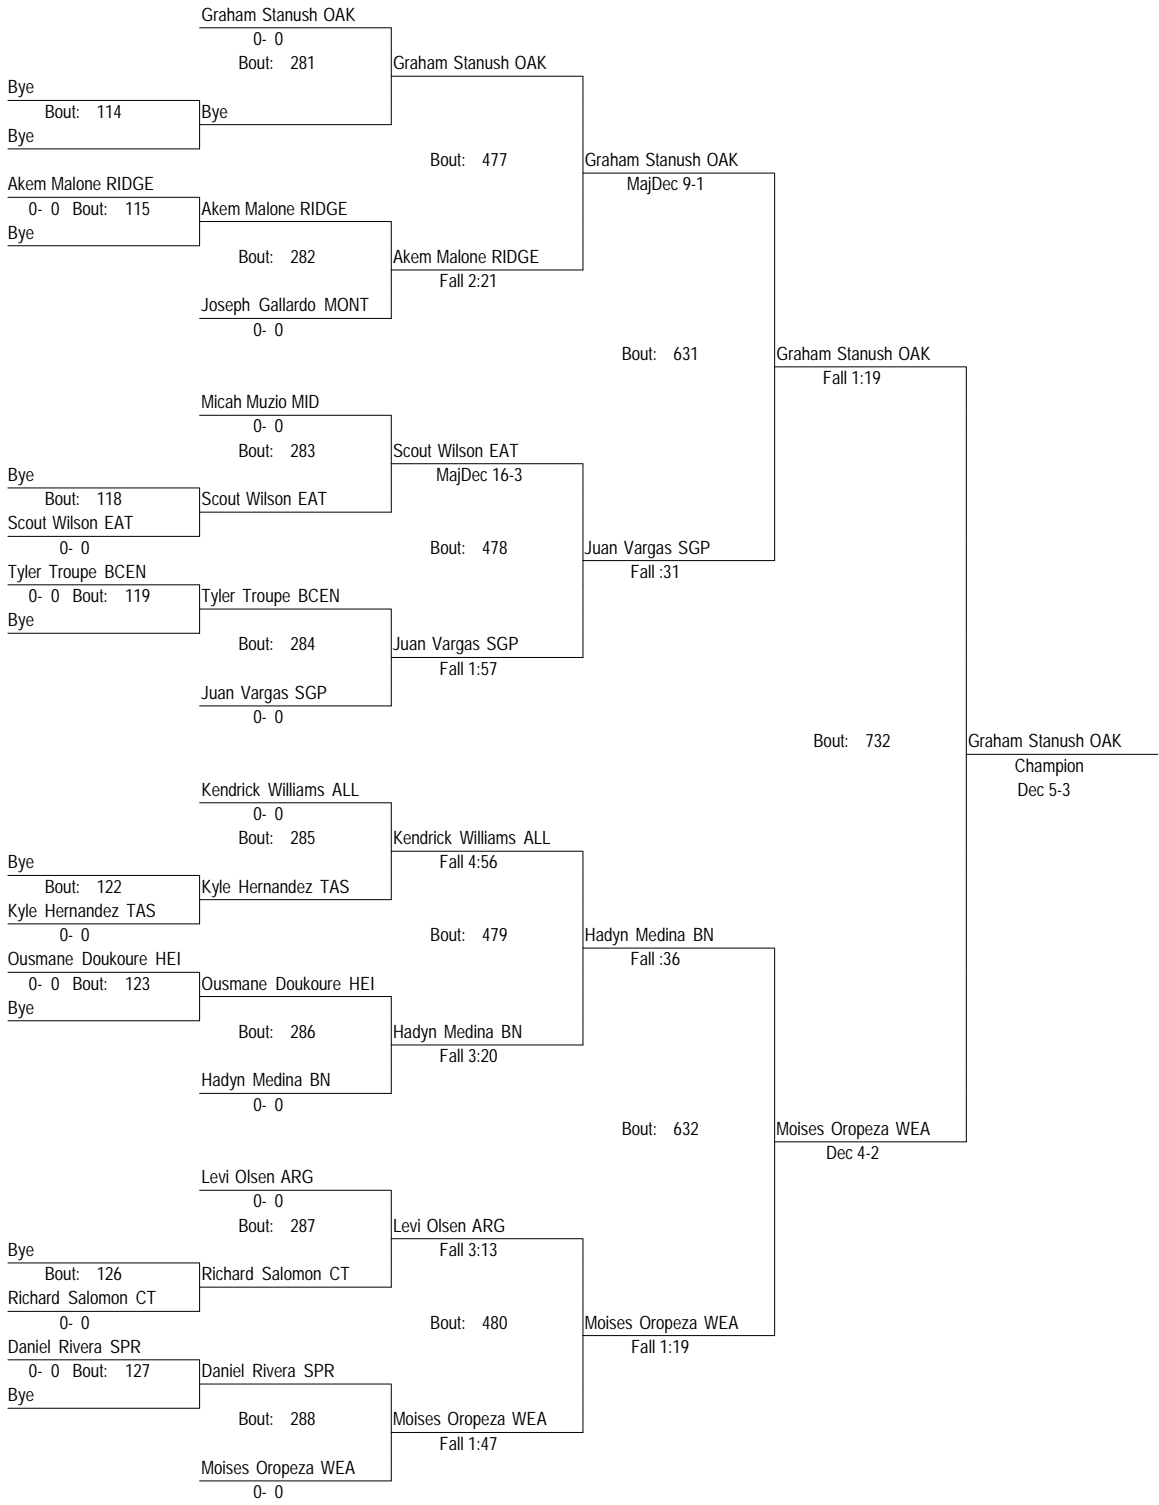 Graham Stanush OAK
0- 0
Bout: 281
Graham Stanush OAK
Bye
Bout: 114
Bye
Bye
Bout: 477
Graham Stanush OAK
MajDec 9-1
Akem Malone RIDGE
0- 0 Bout: 115
Akem Malone RIDGE
Bye
Bout: 282
Akem Malone RIDGE
Fall 2:21
Joseph Gallardo MONT
0- 0
Bout: 631
Graham Stanush OAK
Fall 1:19
Micah Muzio MID
0- 0
Bout: 283
Scout Wilson EAT
MajDec 16-3
Bye
Bout: 118
Scout Wilson EAT
Scout Wilson EAT
0- 0
Bout: 478
Juan Vargas SGP
Fall :31
Tyler Troupe BCEN
0- 0 Bout: 119
Tyler Troupe BCEN
Bye
Bout: 284
Juan Vargas SGP
Fall 1:57
Juan Vargas SGP
0- 0
Bout: 732
Graham Stanush OAK
Champion
Dec 5-3
Kendrick Williams ALL
0- 0
Bout: 285
Kendrick Williams ALL
Fall 4:56
Bye
Bout: 122
Kyle Hernandez TAS
Kyle Hernandez TAS
0- 0
Bout: 479
Hadyn Medina BN
Fall :36
Ousmane Doukoure HEI
0- 0 Bout: 123
Ousmane Doukoure HEI
Bye
Bout: 286
Hadyn Medina BN
Fall 3:20
Hadyn Medina BN
0- 0
Bout: 632
Moises Oropeza WEA
Dec 4-2
Levi Olsen ARG
0- 0
Bout: 287
Levi Olsen ARG
Fall 3:13
Bye
Bout: 126
Richard Salomon CT
Richard Salomon CT
0- 0
Bout: 480
Moises Oropeza WEA
Fall 1:19
Daniel Rivera SPR
0- 0 Bout: 127
Daniel Rivera SPR
Bye
Bout: 288
Moises Oropeza WEA
Fall 1:47
Moises Oropeza WEA
0- 0